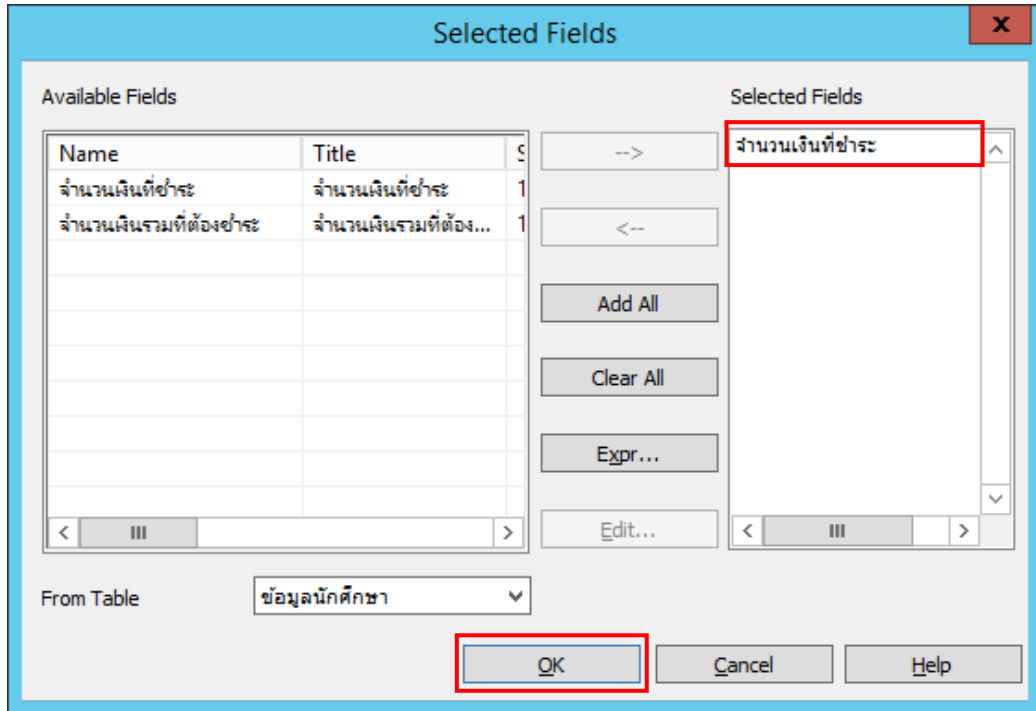 Selected Fields
x
Available Fields
Selected Fields
Name Title S
จำนวนเงินที่ชำระ จำนวนเงินที่ชำระ 1
จำนวนเงินรวมที่ต้องชำระ จำนวนเงินรวมที่ต้อง... 1
-->
<--
Add All
Clear All
Expr...
Edit...
จำนวนเงินที่ชำระ
From Table ข้อมูลนักศึกษา
OK Cancel Help